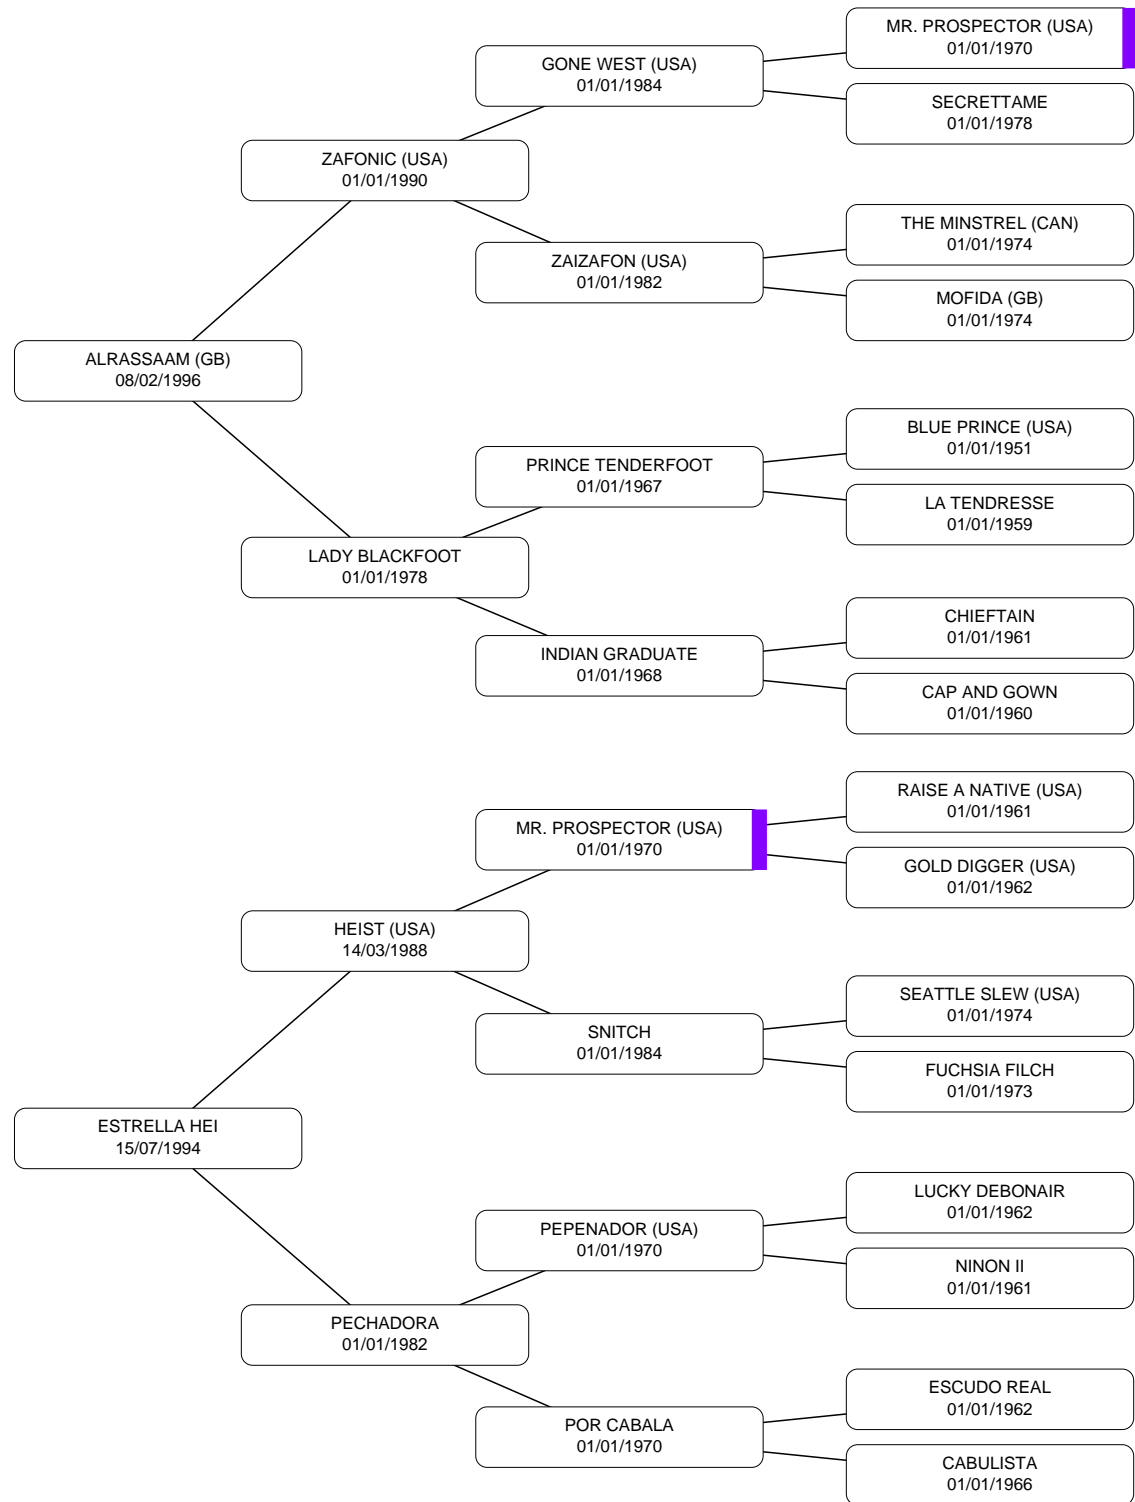 MR. PROSPECTOR (USA)
01/01/1970
GONE WEST (USA)
01/01/1984
SECRETTAME
01/01/1978
ZAFONIC (USA)
01/01/1990
THE MINSTREL (CAN)
01/01/1974
ZAIZAFON (USA)
01/01/1982
MOFIDA (GB)
01/01/1974
ALRASSAAM (GB)
08/02/1996
BLUE PRINCE (USA)
01/01/1951
PRINCE TENDERFOOT
01/01/1967
LA TENDRESSE
01/01/1959
LADY BLACKFOOT
01/01/1978
CHIEFTAIN
01/01/1961
INDIAN GRADUATE
01/01/1968
CAP AND GOWN
01/01/1960
RAISE A NATIVE (USA)
01/01/1961
MR. PROSPECTOR (USA)
01/01/1970
GOLD DIGGER (USA)
01/01/1962
HEIST (USA)
14/03/1988
SEATTLE SLEW (USA)
01/01/1974
SNITCH
01/01/1984
FUCHSIA FILCH
01/01/1973
ESTRELLA HEI
15/07/1994
LUCKY DEBONAIR
01/01/1962
PEPENADOR (USA)
01/01/1970
NINON II
01/01/1961
PECHADORA
01/01/1982
ESCUDO REAL
01/01/1962
POR CABALA
01/01/1970
CABULISTA
01/01/1966